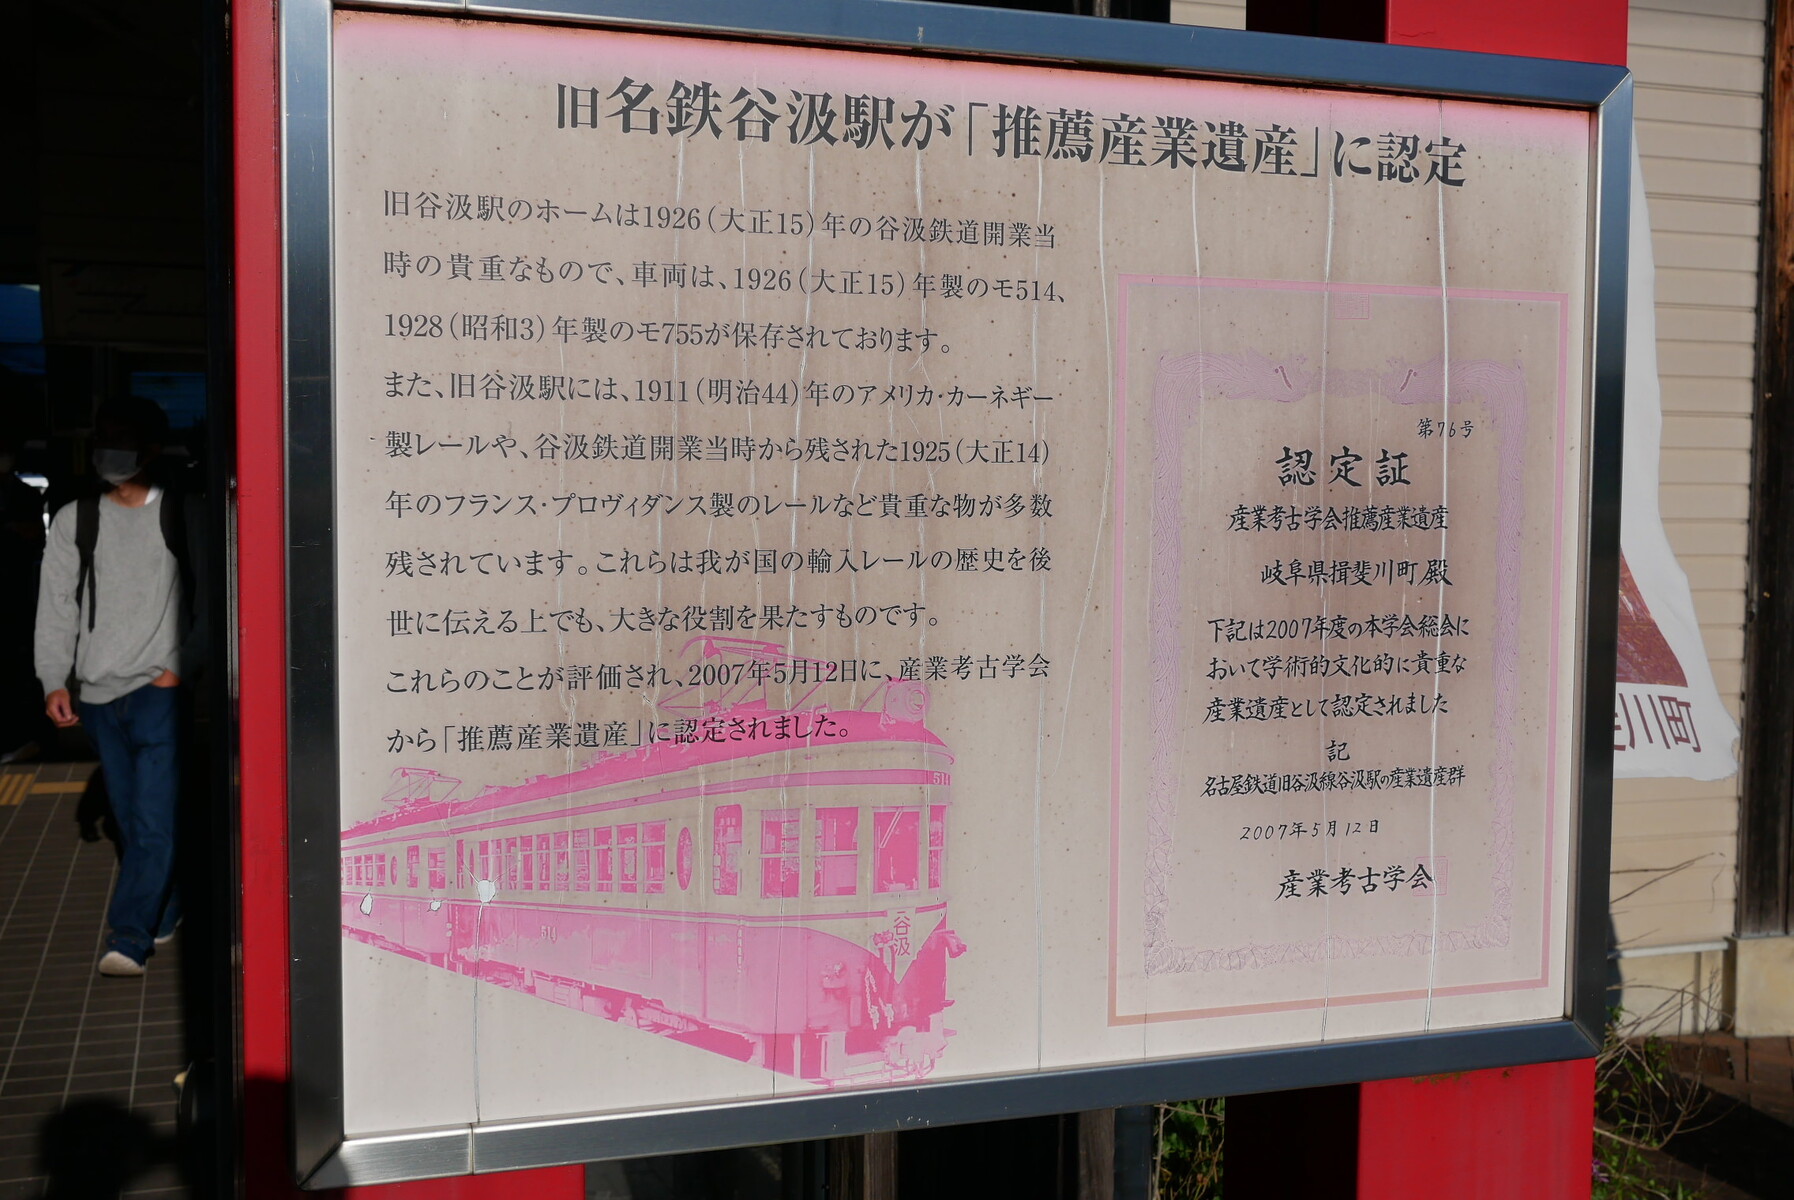 旧名鉄谷汲駅が「推薦産業遺産」に認定
旧谷汲駅のホームは1926（大正15）年の谷汲鉄道開業当
時の貴重なもので、車両は、1926（大正15）年製のモ514、
1928（昭和3）年製のモ755が保存されております。
また、旧谷汲駅には、1911（明治44）年のアメリカ・カーネギー
製レールや、谷汲鉄道開業当時から残された1925（大正14）
年のフランス・プロヴィダンス製のレールなど貴重な物が多数
残されています。これらは我が国の輸入レールの歴史を後
世に伝える上でも、大きな役割を果たすものです。
これらのことが評価され、2007年5月12日に、産業考古学会
から「推薦産業遺産」に認定されました。
514
514
谷汲
第76号
認定証
産業考古学会推薦産業遺産
岐阜県揖斐川町殿
下記は2007年度の本学会総会に
おいて学術的文化的に貴重な
産業遺産として認定されました
記
名古屋鉄道旧谷汲線谷汲駅の産業遺産群
2007年5月12日
産業考古学会
川町